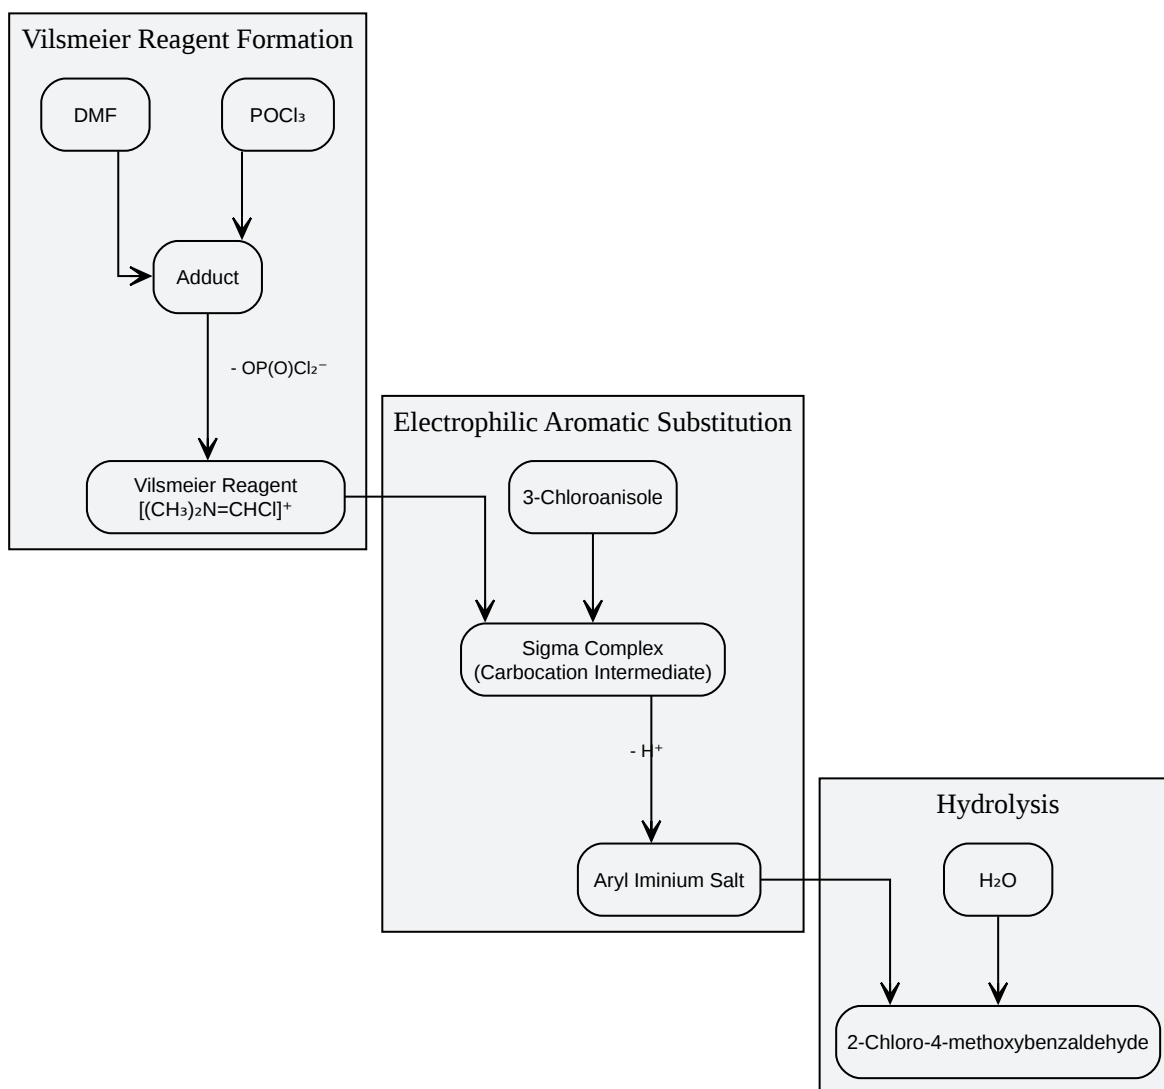 Vilsmeier Reagent Formation
DMF
POCl₃
Adduct
- OP(O)Cl₂⁻
Vilsmeier Reagent
[(CH₃)₂N=CHCl]⁺
Electrophilic Aromatic Substitution
3-Chloroanisole
Sigma Complex
(Carbocation Intermediate)
- H⁺
Aryl Iminium Salt
Hydrolysis
H₂O
2-Chloro-4-methoxybenzaldehyde